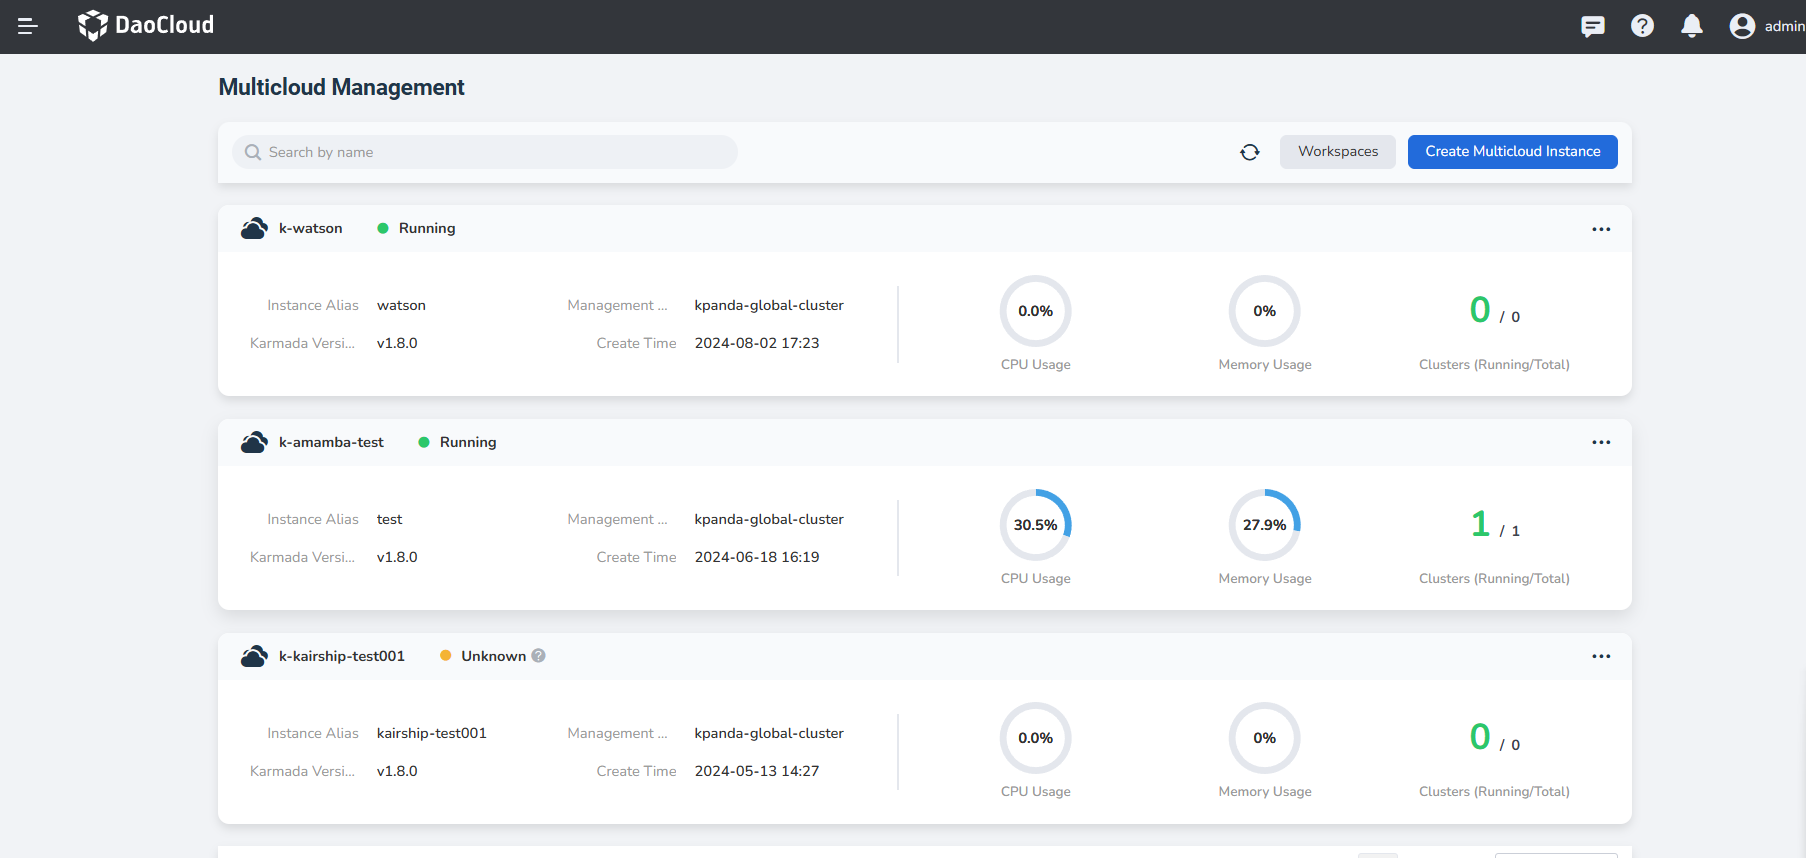 DaoCloud
admin
Multicloud Management
Search by name
Workspaces
Create Multicloud Instance
k-watson
Running
Instance Alias watson
Management ... kpanda-global-cluster
Karmada Versi... v1.8.0
Create Time 2024-08-02 17:23
0.0%
CPU Usage
0%
Memory Usage
0 / 0
Clusters (Running/Total)
k-amamba-test
Running
Instance Alias test
Management ... kpanda-global-cluster
Karmada Versi... v1.8.0
Create Time 2024-06-18 16:19
30.5%
CPU Usage
27.9%
Memory Usage
1 / 1
Clusters (Running/Total)
k-kairship-test001
Unknown
Instance Alias kairship-test001
Management ... kpanda-global-cluster
Karmada Versi... v1.8.0
Create Time 2024-05-13 14:27
0.0%
CPU Usage
0%
Memory Usage
0 / 0
Clusters (Running/Total)